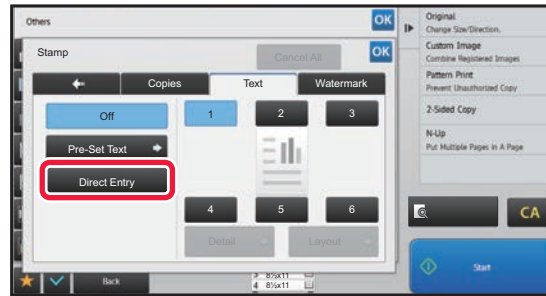 Others
OK
Stamp
Cancel All
OK
Copies
Text
Watermark
Off
1
2
3
Pre-Set Text
Direct Entry
4
5
6
Detail
Layout
Back
3 8½x11
4 8½x11
Original
Change Size/Direction.
Custom Image
Combine Registered Images
Pattern Print
Prevent Unauthorized Copy
2-Sided Copy
N-Up
Put Multiple Pages in A Page
CA
Start